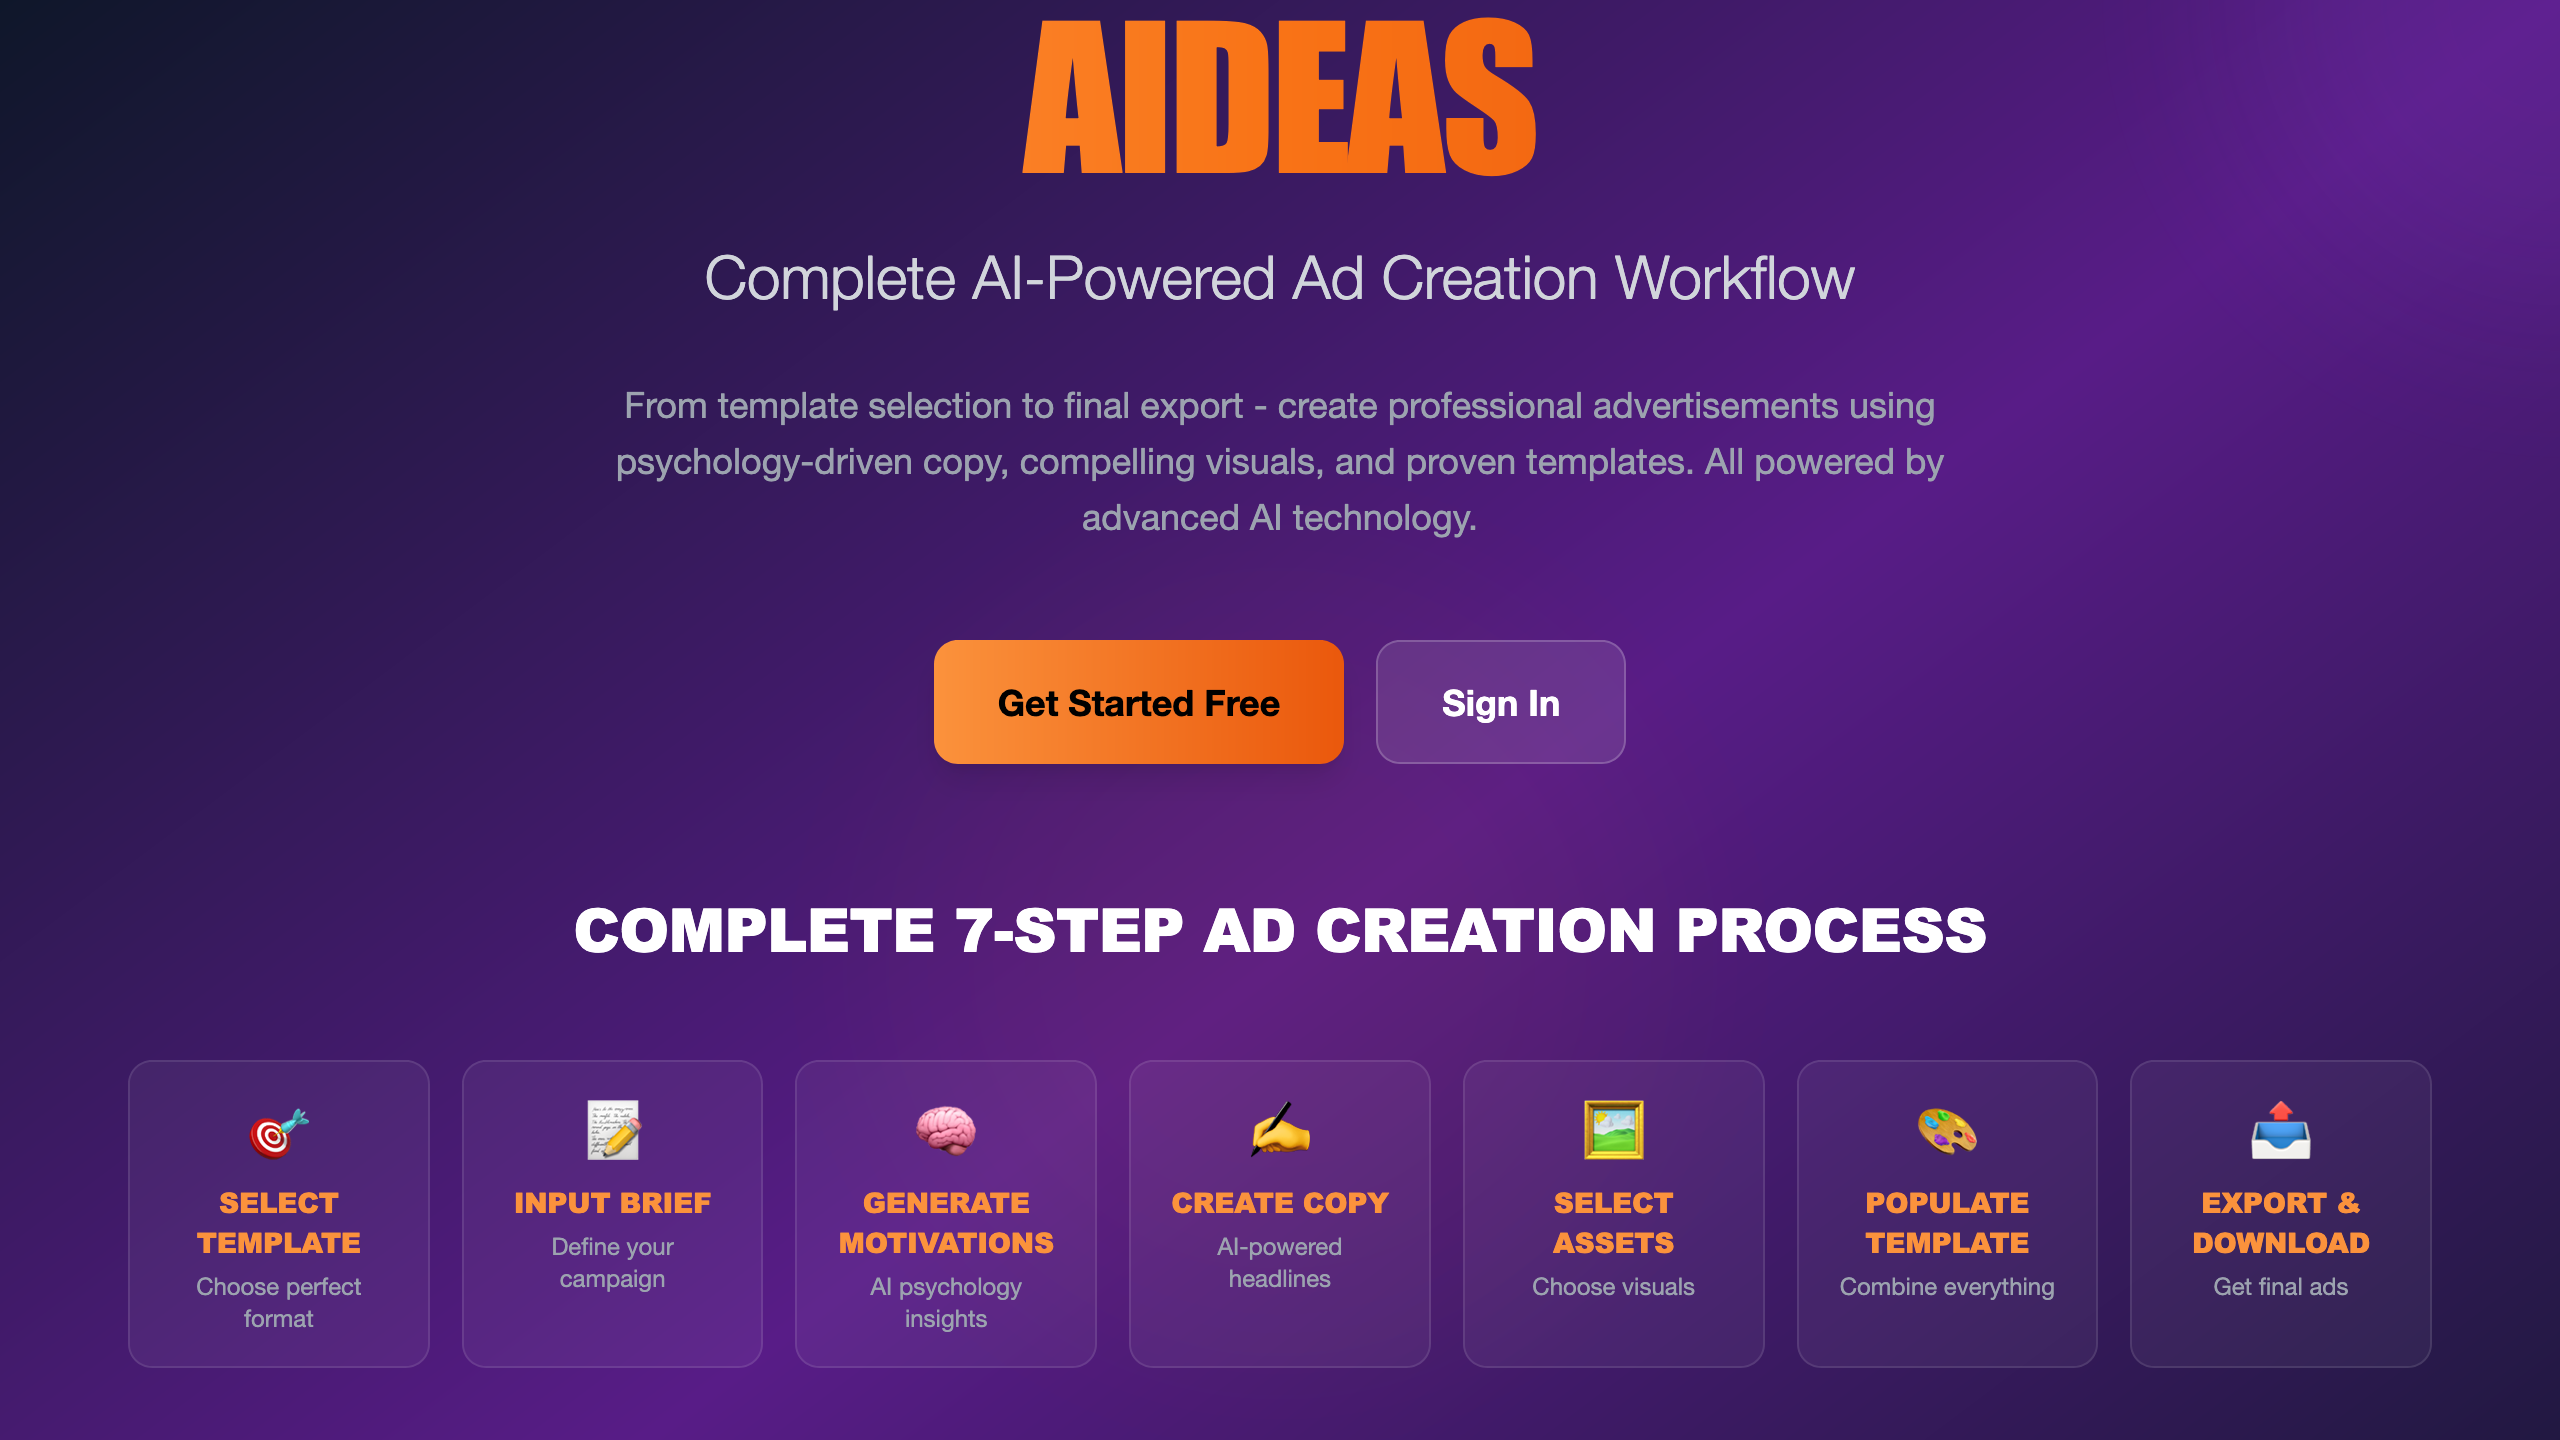 AIDEAS
Complete AI-Powered Ad Creation Workflow
From template selection to final export - create professional advertisements using
psychology-driven copy, compelling visuals, and proven templates. All powered by
advanced AI technology.
Get Started Free
Sign In
COMPLETE 7-STEP AD CREATION PROCESS
SELECT
TEMPLATE
Choose perfect
format
INPUT BRIEF
Define your
campaign
GENERATE
MOTIVATIONS
AI psychology
insights
CREATE COPY
AI-powered
headlines
SELECT
ASSETS
Choose visuals
POPULATE
TEMPLATE
Combine everything
EXPORT &
DOWNLOAD
Get final ads